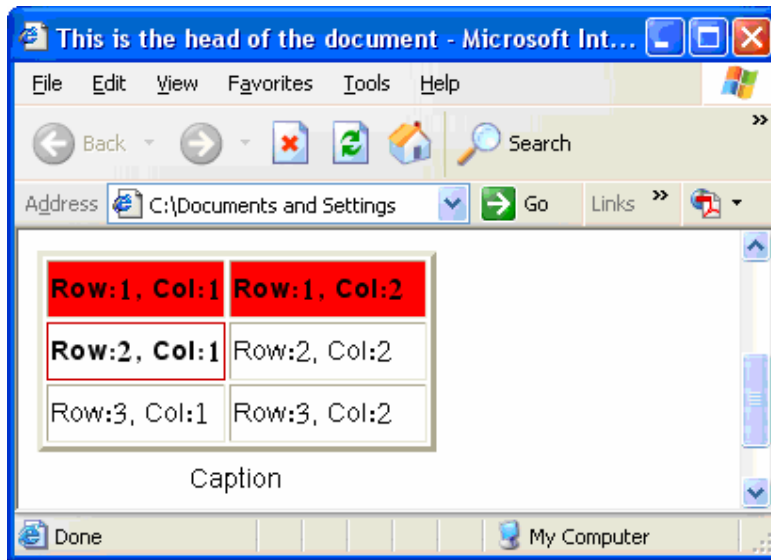 This is the head of the document - Microsoft Int...
File Edit View Favorites Tools Help
Back Search
Address C:\Documents and Settings Go Links
Row:1, Col:1 Row:1, Col:2
Row:2, Col:1 Row:2, Col:2
Row:3, Col:1 Row:3, Col:2
Caption
Done My Computer